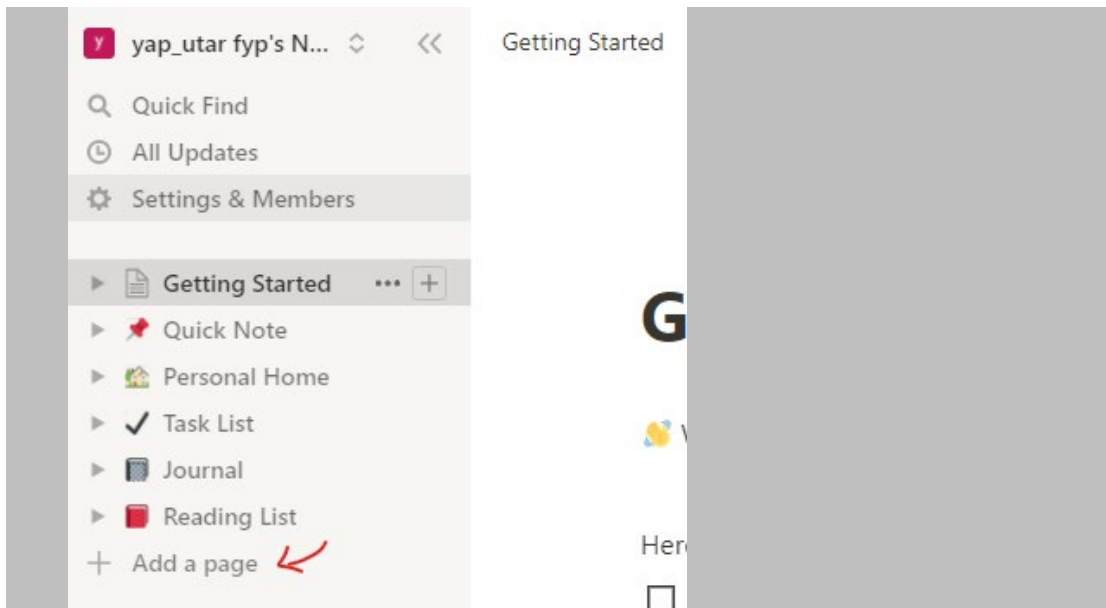 y yap_utar fyp's N... Getting Started
Quick Find
All Updates
Settings & Members
Getting Started
G
Quick Note
Personal Home
Task List
Journal
Reading List
Her
Add a page